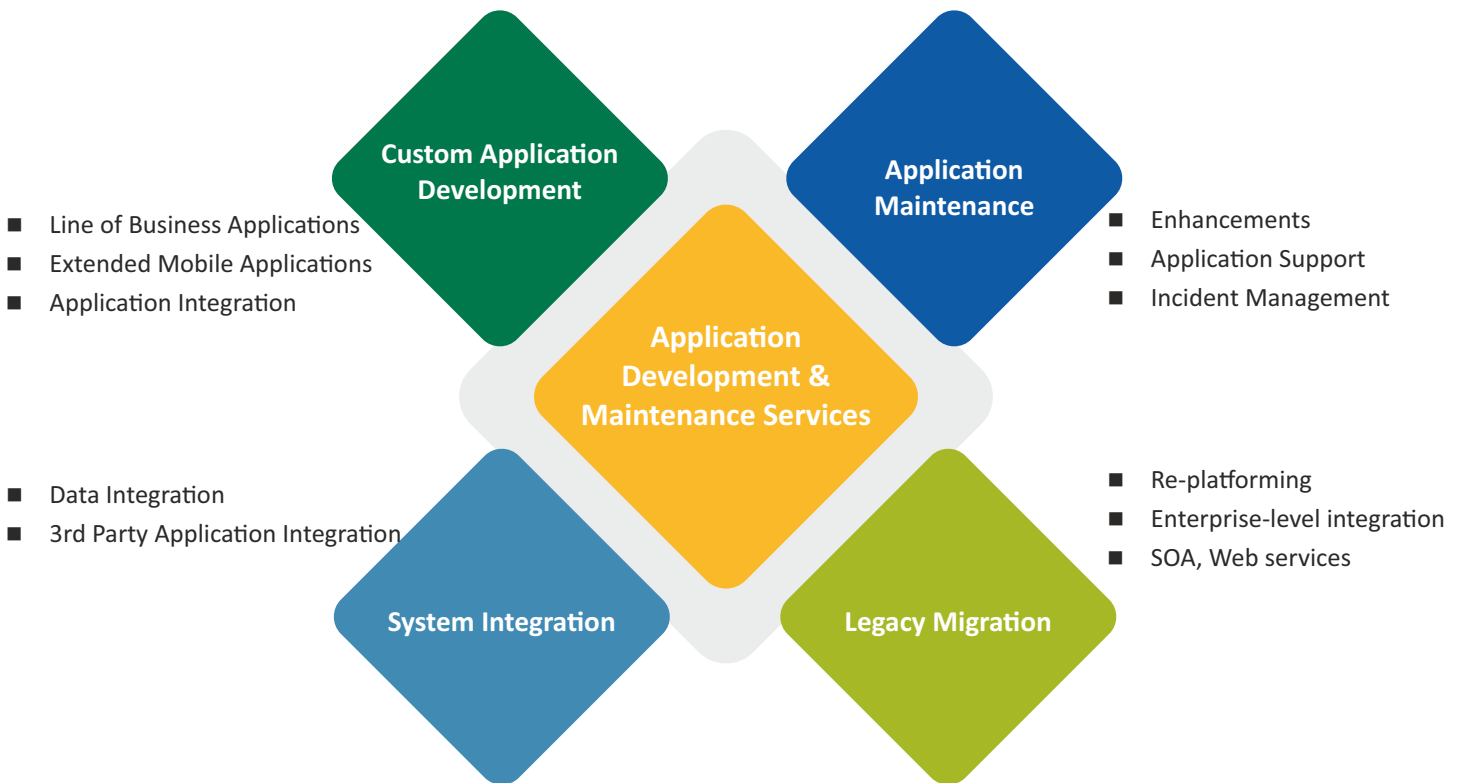 Custom Application
Development
Application
Maintenance
■ Line of Business Applications
■ Extended Mobile Applications
■ Application Integration
■ Enhancements
■ Application Support
■ Incident Management
Application
Development &
Maintenance Services
■ Data Integration
■ 3rd Party Application Integration
■ Re-platforming
■ Enterprise-level integration
■ SOA, Web services
System Integration
Legacy Migration